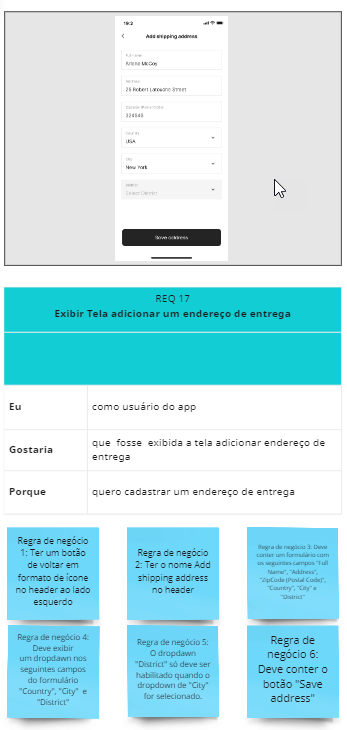 19:2
Add shipping address
Full name
Ariane McCoy
Address
25 Robert Latouche Street
Zipcode (Postal Code)
324645
Country
USA
City
New York
District
Select District
Save address
REQ 17
Exibir Tela adicionar um endereço de entrega
Eu
como usuário do app
Gostaria
que fosse exibida a tela adicionar endereço de
entrega
Porque
quero cadastrar um endereço de entrega
Regra de negócio
1: Ter um botão
de voltar em
formato de ícone
no header ao lado
esquerdo
Regra de negócio
2: Ter o nome Add
shipping address
no header
Regra de negócio 3: Deve
conter um formulário com
os seguintes campos "Full
Name", "Address",
"ZipCode (Postal Code)",
"Country", "City" e
"District"
Regra de negócio 4:
Deve exibir
um dropdawn nos
seguintes campos
do formulário
"Country", "City" e
"District"
Regra de negócio 5:
O dropdawn
"District" só deve ser
habilitado quando o
dropdown de "City"
for selecionado.
Regra de
negócio 6:
Deve conter o
botão "Save
address"